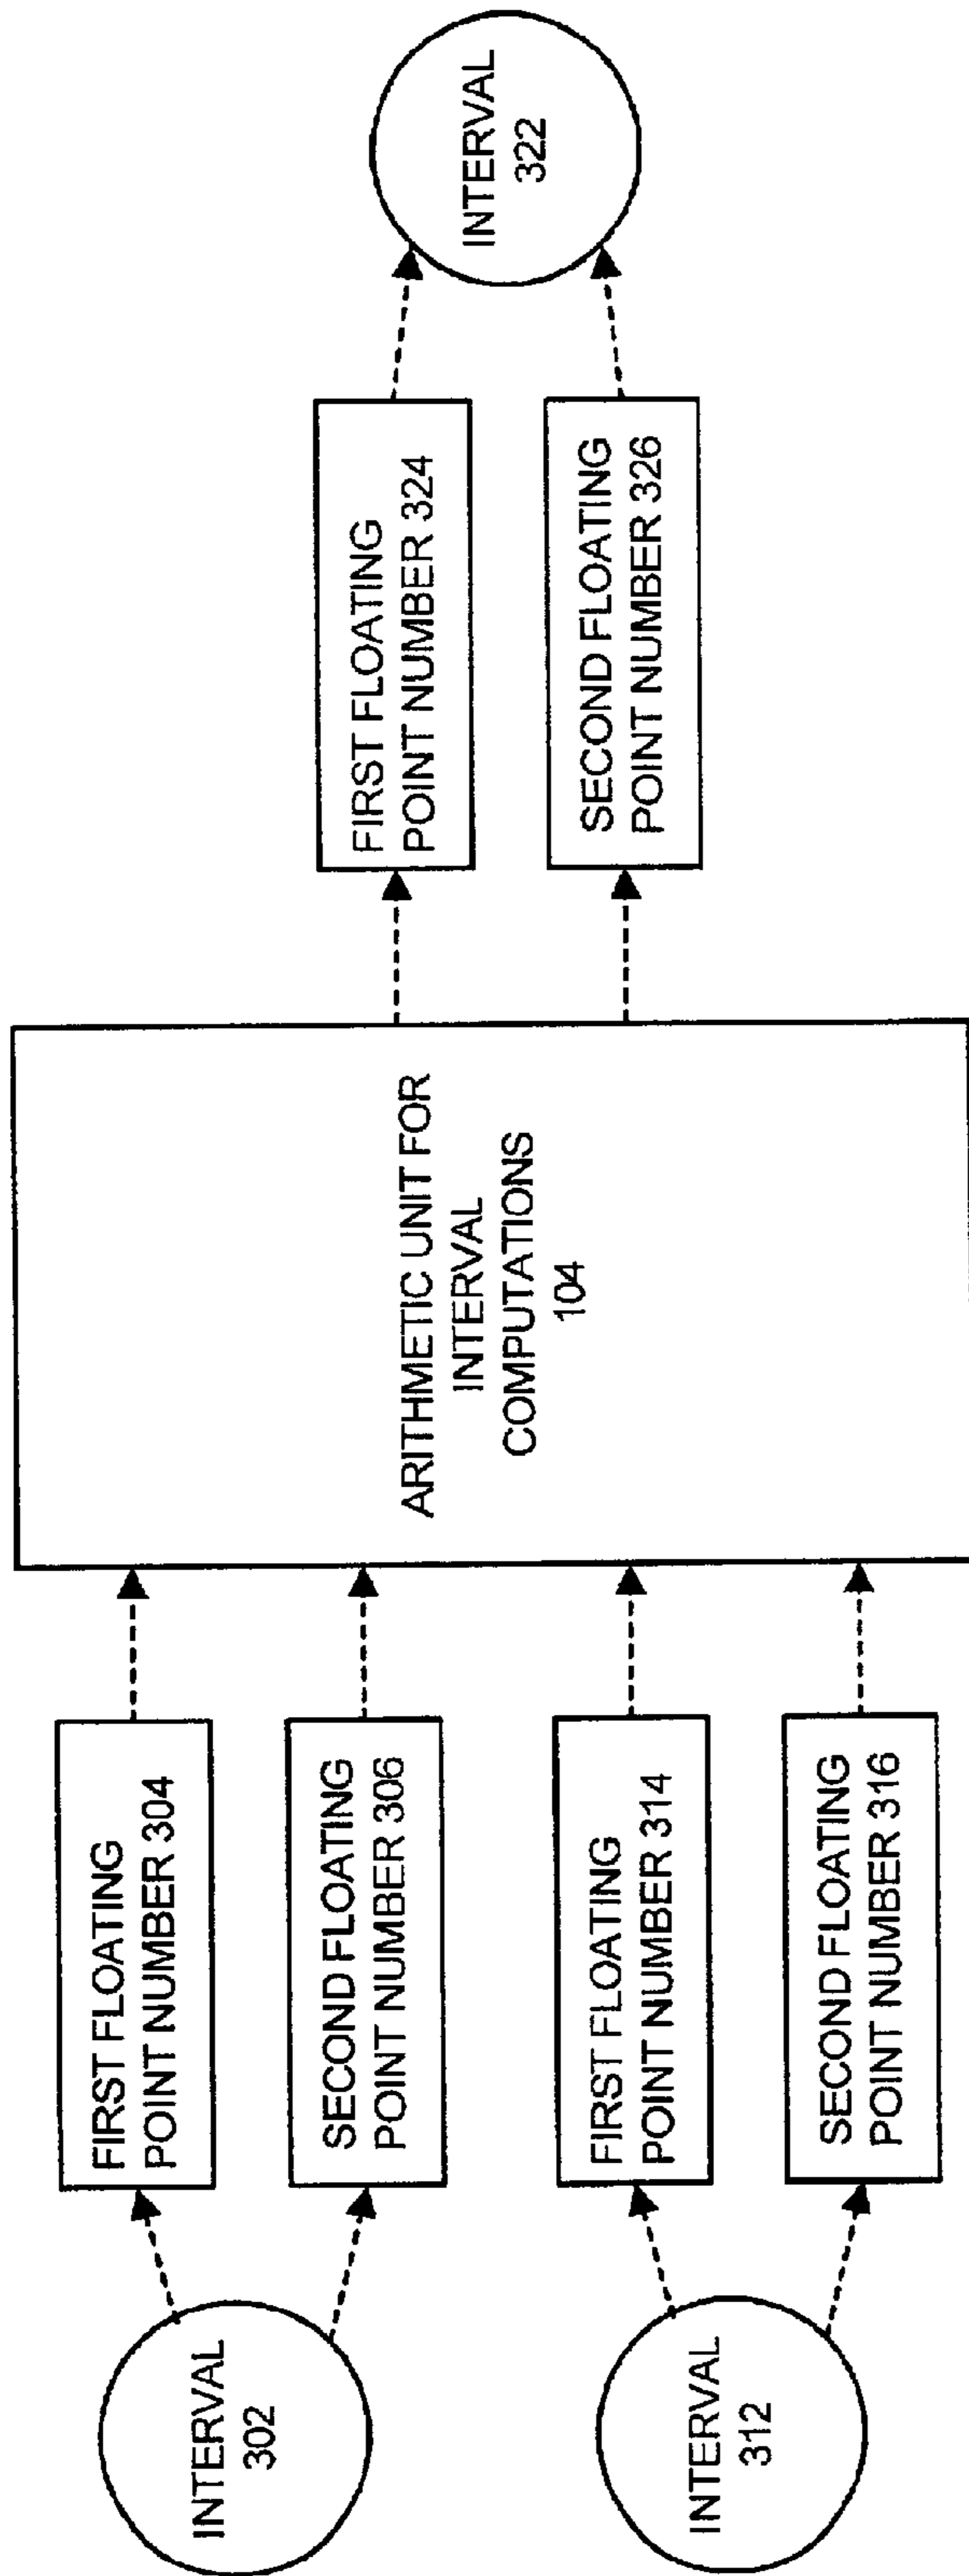 INTERVAL
302
FIRST FLOATING
POINT NUMBER 304
SECOND FLOATING
POINT NUMBER 306
INTERVAL
312
FIRST FLOATING
POINT NUMBER 314
SECOND FLOATING
POINT NUMBER 316
ARITHMETIC UNIT FOR
INTERVAL
COMPUTATIONS
104
FIRST FLOATING
POINT NUMBER 324
SECOND FLOATING
POINT NUMBER 326
INTERVAL
322